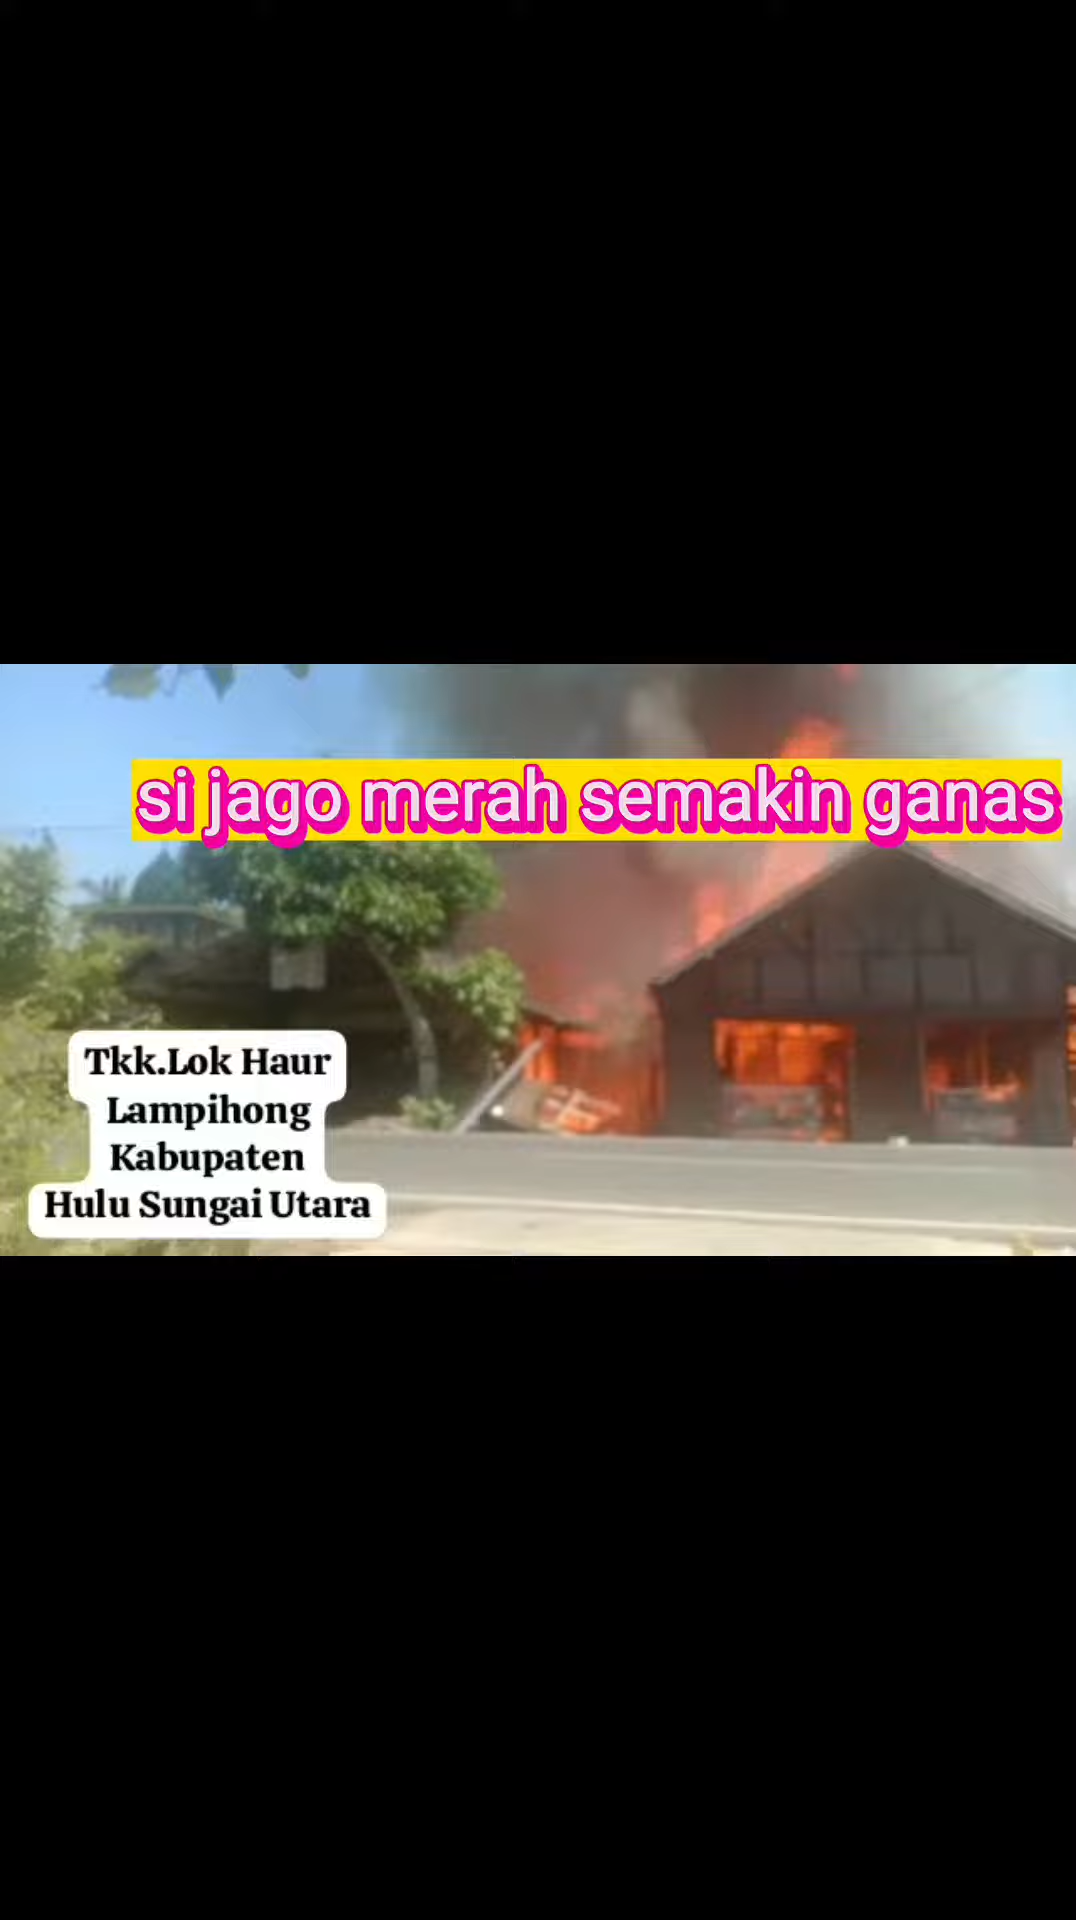 si jago merah semakin ganas
Tkk.Lok Haur
Lampihong
Kabupaten
Hulu Sungai Utara